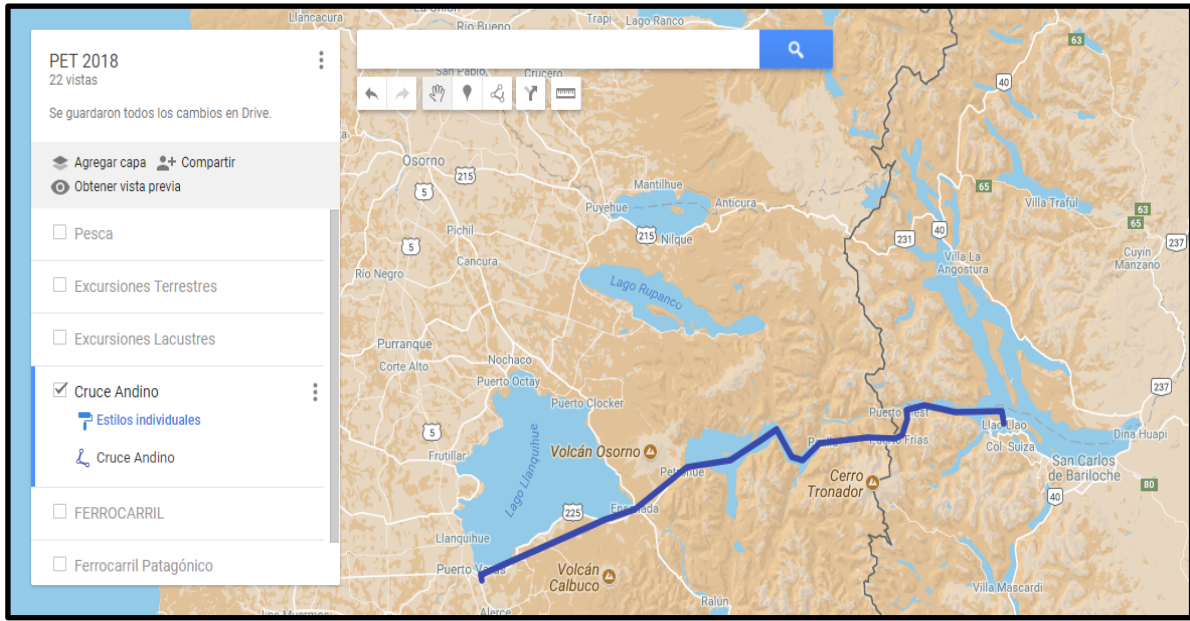 PET 2018
22 vistas
Se guardaron todos los cambios en Drive.
Agregar capa
Compartir
Obtener vista previa
Pesca
Excursiones Terrestres
Excursiones Lacustres
Cruce Andino
Estilos individuales
Cruce Andino
FERROCARRIL
Ferrocarril Patagónico
Llancacura
Río Bueno
Trapi
Lago Ranco
63
San Pablo
Crucero
40
Osorno
215
5
Mantilhue
Puyehue
Anticura
65
Villa Traful
63
65
Pichil
215
Nilque
231
40
237
5
Cancura
Villa La
Angostura
Cuyín
Manzano
Río Negro
Lago Rupanco
Purranque
Corte Alto
Nochaco
Puerto Octay
237
Puerto Clocker
5
Lago Llanquihue
Llao Llao
Dina Huapi
Frutillar
Volcán Osorno
Puerto Frías
Col. Suiza
San Carlos
de Bariloche
Cerro
Tronador
80
40
225
Ensenada
Llanquihue
Volcán
Calbuco
Villa Mascardi
Ralún
Alerce